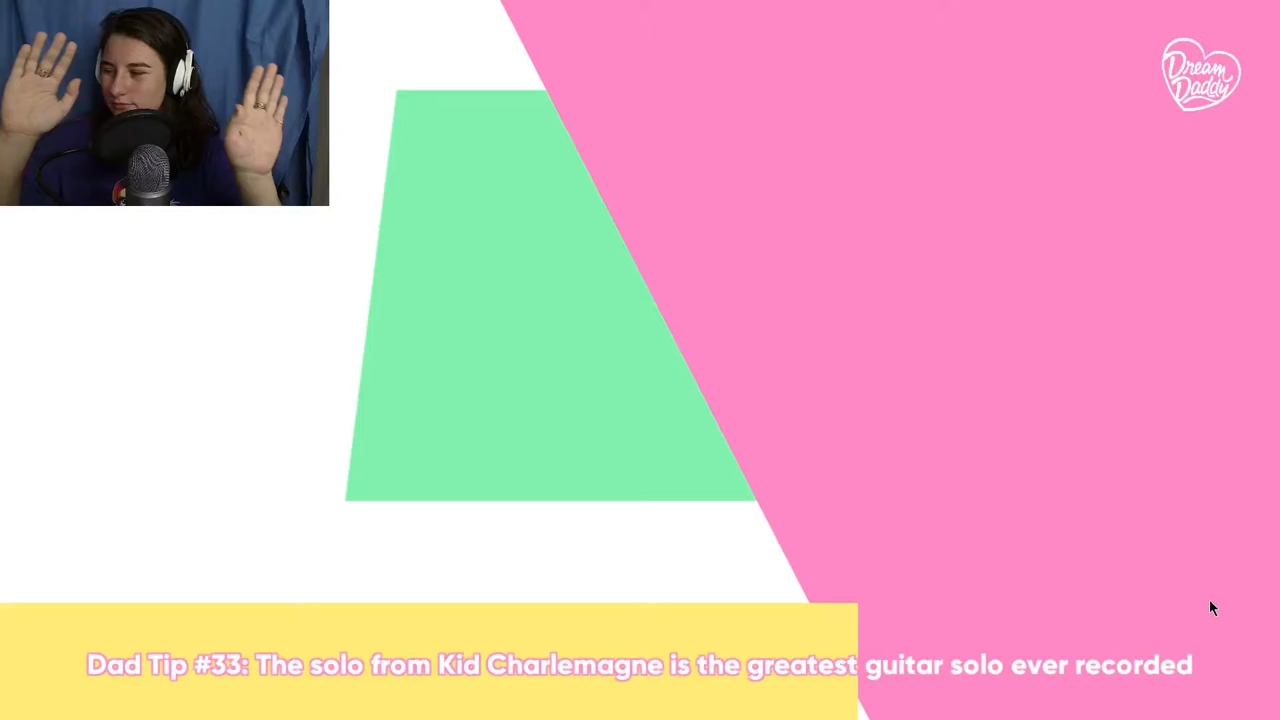 Dream
Daddy
Dad Tip #33: The solo from Kid Charlemagne is the greatest guitar solo ever recorded